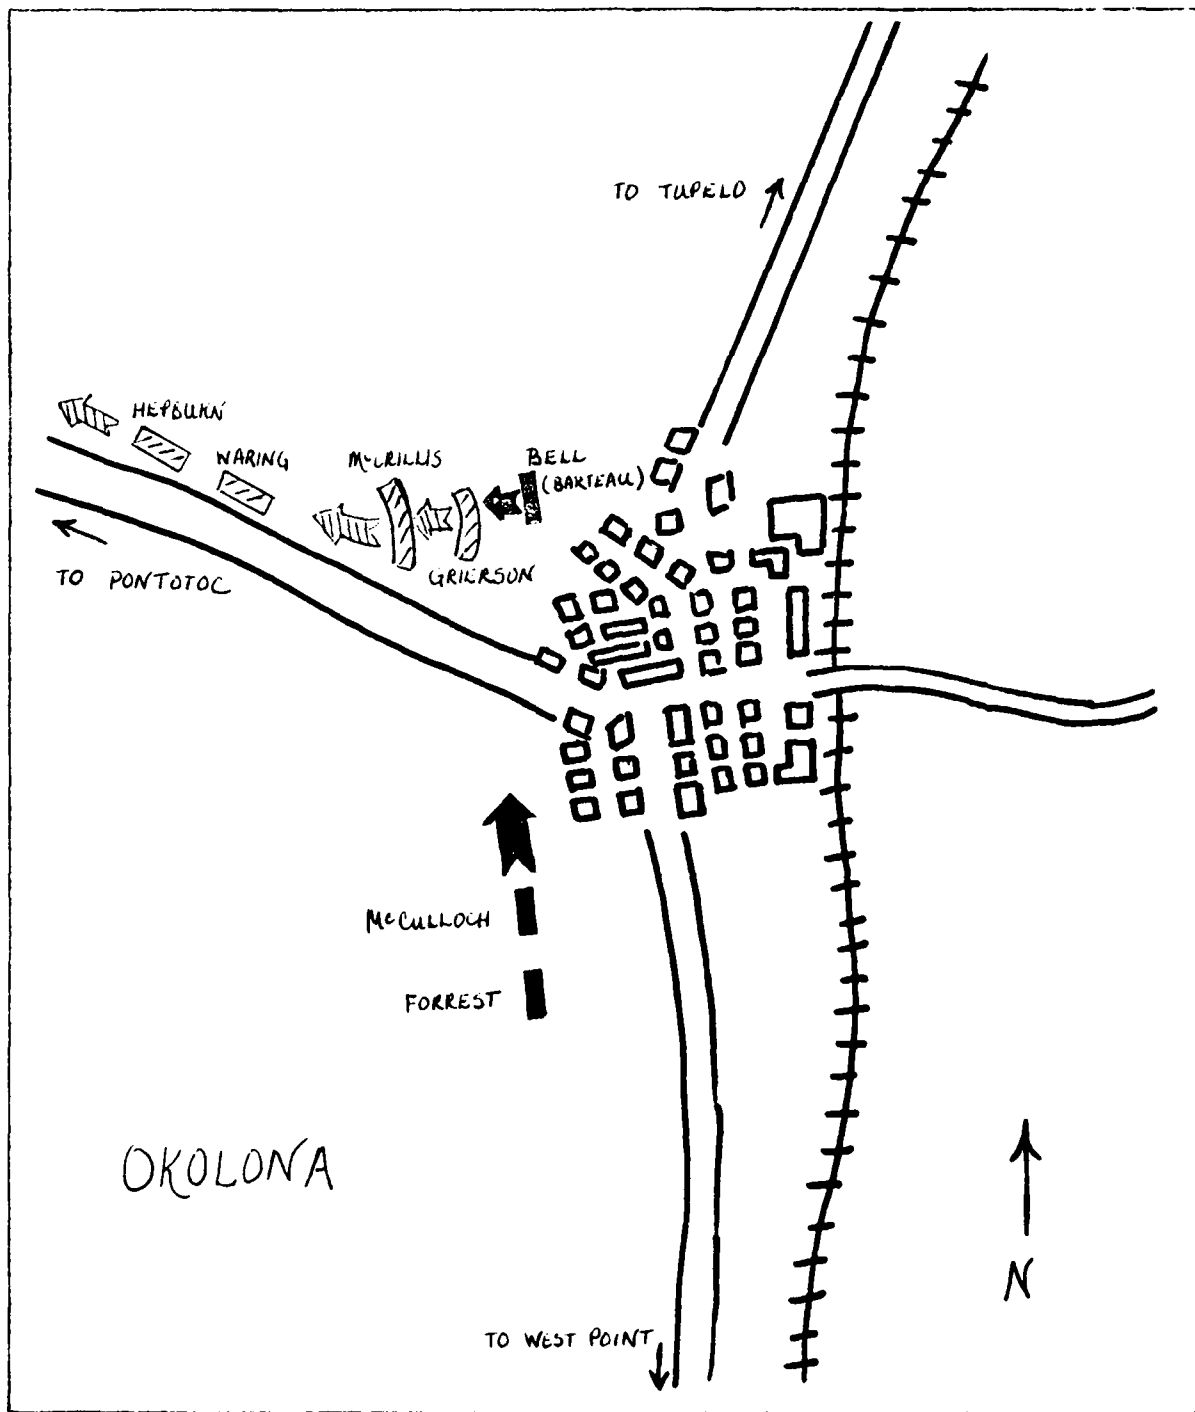 TO TUPELO
HEPBURN
WARING
McCRILLIS
BELL
(BARTEAU)
GRIERSON
TO PONTOTOC
McCULLOCH
FORREST
OKOLONA
N
TO WEST POINT